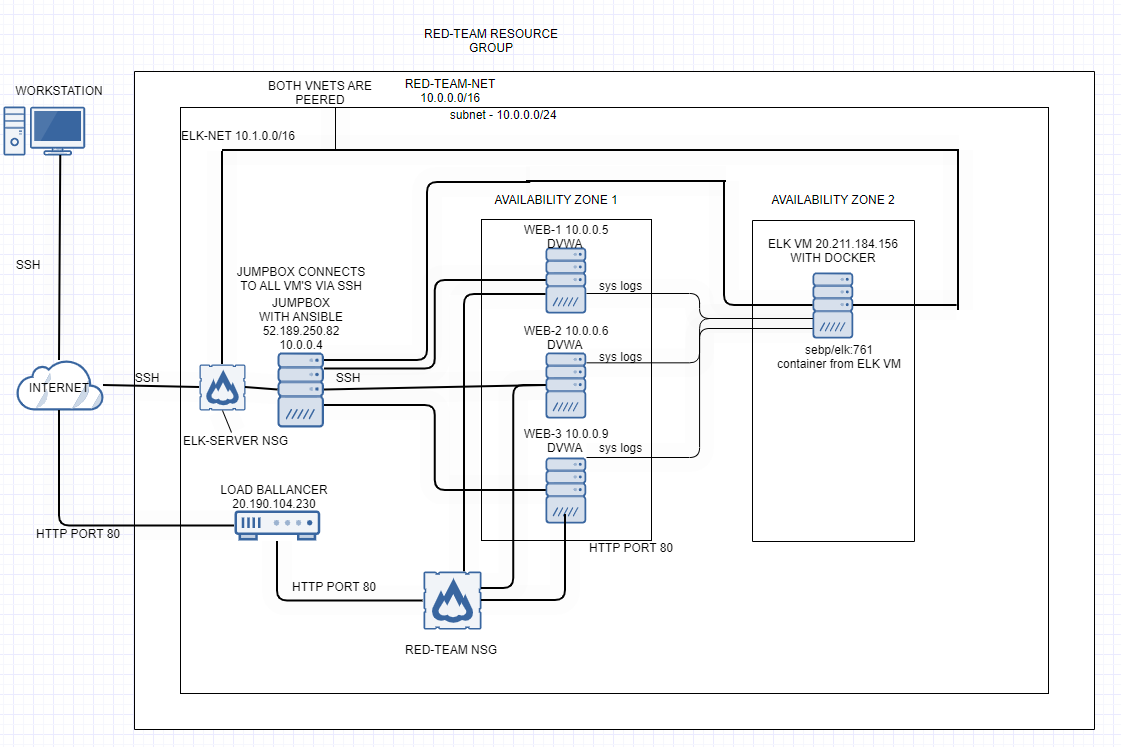 RED-TEAM RESOURCE
GROUP
WORKSTATION
BOTH VNETS ARE
PEERED
RED-TEAM-NET
10.0.0.0/16
subnet - 10.0.0.0/24
ELK-NET 10.1.0.0/16
AVAILABILITY ZONE 1
AVAILABILITY ZONE 2
WEB-1 10.0.0.5
DVWA
ELK VM 20.211.184.156
WITH DOCKER
SSH
JUMPBOX CONNECTS
TO ALL VM'S VIA SSH
JUMPBOX
WITH ANSIBLE
52.189.250.82
10.0.0.4
sys logs
WEB-2 10.0.0.6
DVWA
sys logs
sebp/elk:761
container from ELK VM
INTERNET
SSH
SSH
ELK-SERVER NSG
WEB-3 10.0.0.9
DVWA
sys logs
LOAD BALLANCER
20.190.104.230
HTTP PORT 80
HTTP PORT 80
HTTP PORT 80
RED-TEAM NSG